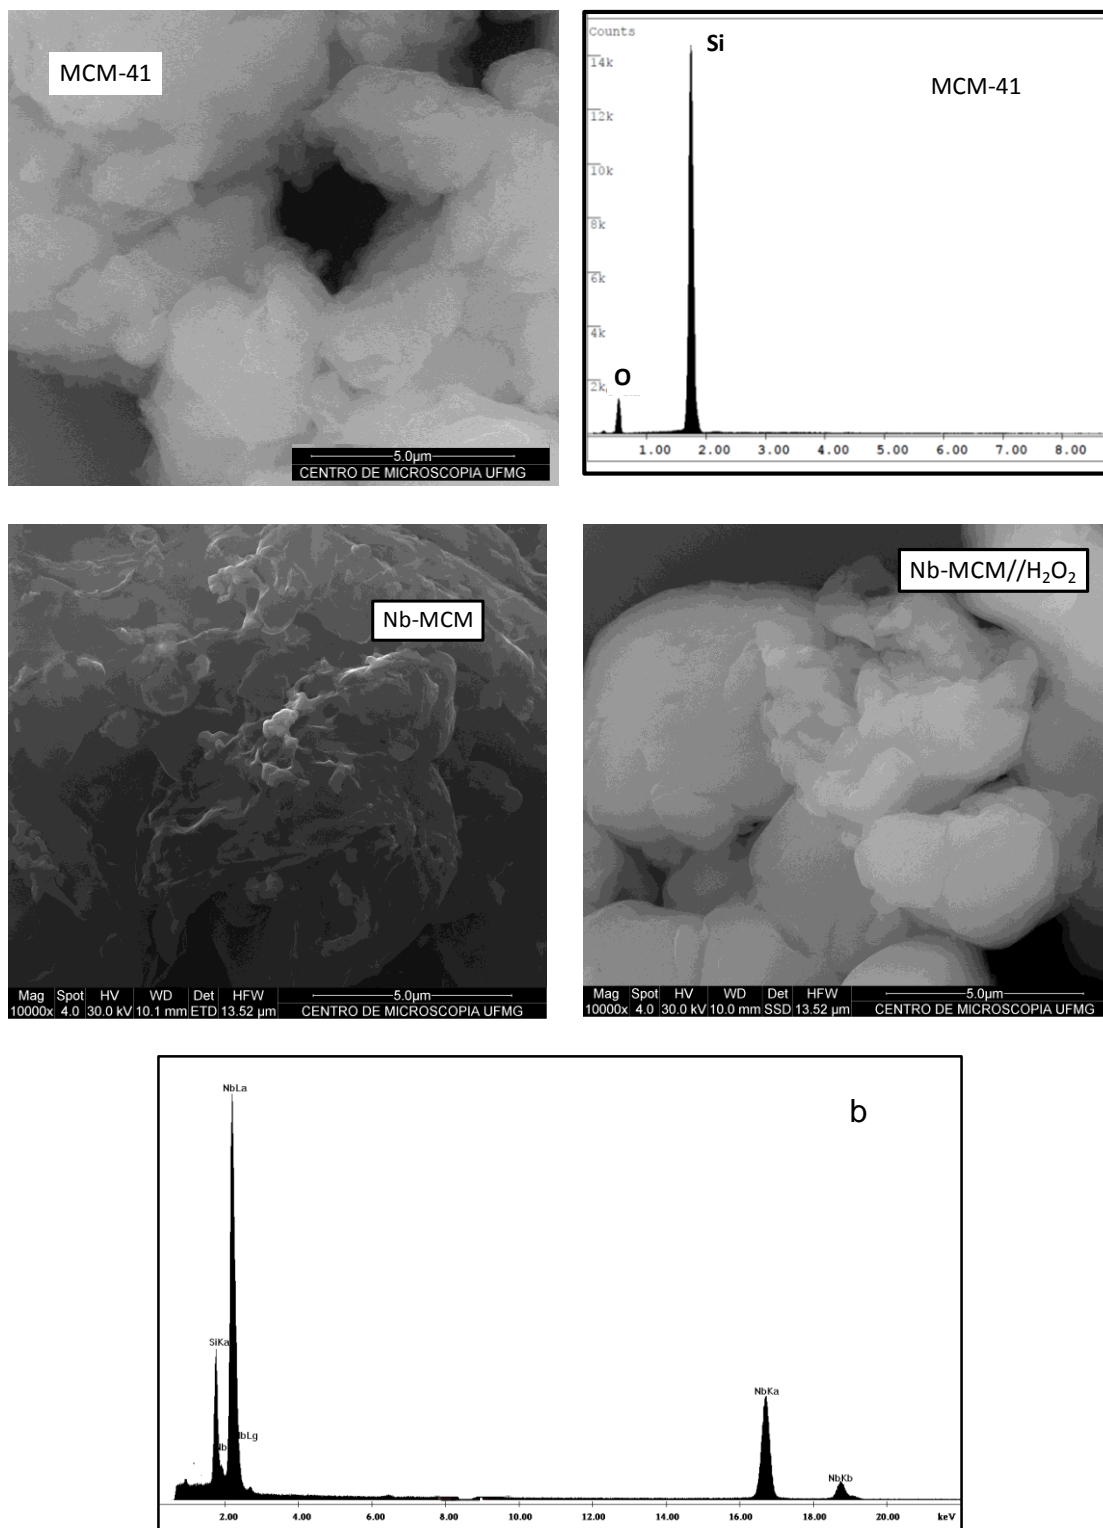 MCM-41
5.0µm
CENTRO DE MICROSCOPIA UFMG
Counts
Si
14k
MCM-41
12k
10k
8k
6k
4k
O
2k
1.00 2.00 3.00 4.00 5.00 6.00 7.00 8.00
Nb-MCM
Mag Spot HV WD Det HFW 5.0µm
10000x 4.0 30.0 kV 10.1 mm ETD 13.52 µm CENTRO DE MICROSCOPIA UFMG
Nb-MCM//H₂O₂
Mag Spot HV WD Det HFW 5.0µm
10000x 4.0 30.0 kV 10.0 mm SSD 13.52 µm CENTRO DE MICROSCOPIA UFMG
NbLa
b
SiKa
NbKa
Nb
NbLg
NbKb
2.00 4.00 6.00 8.00 10.00 12.00 14.00 16.00 18.00 20.00 keV